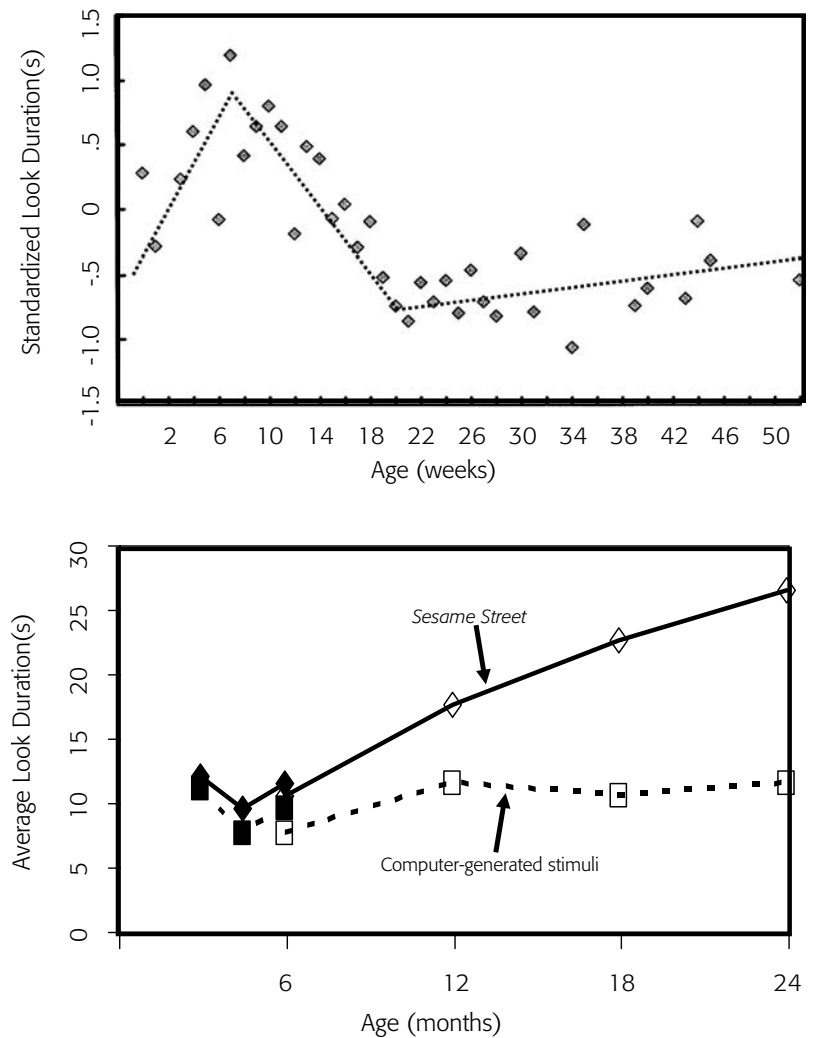 1.5
1.0
.5
0
-.5
-1.0
-1.5
Standardized Look Duration(s)
2 6 10 14 18 22 26 30 34 38 42 46 50
Age (weeks)
30
25
20
15
10
5
0
Average Look Duration(s)
Sesame Street
Computer-generated stimuli
6 12 18 24
Age (months)